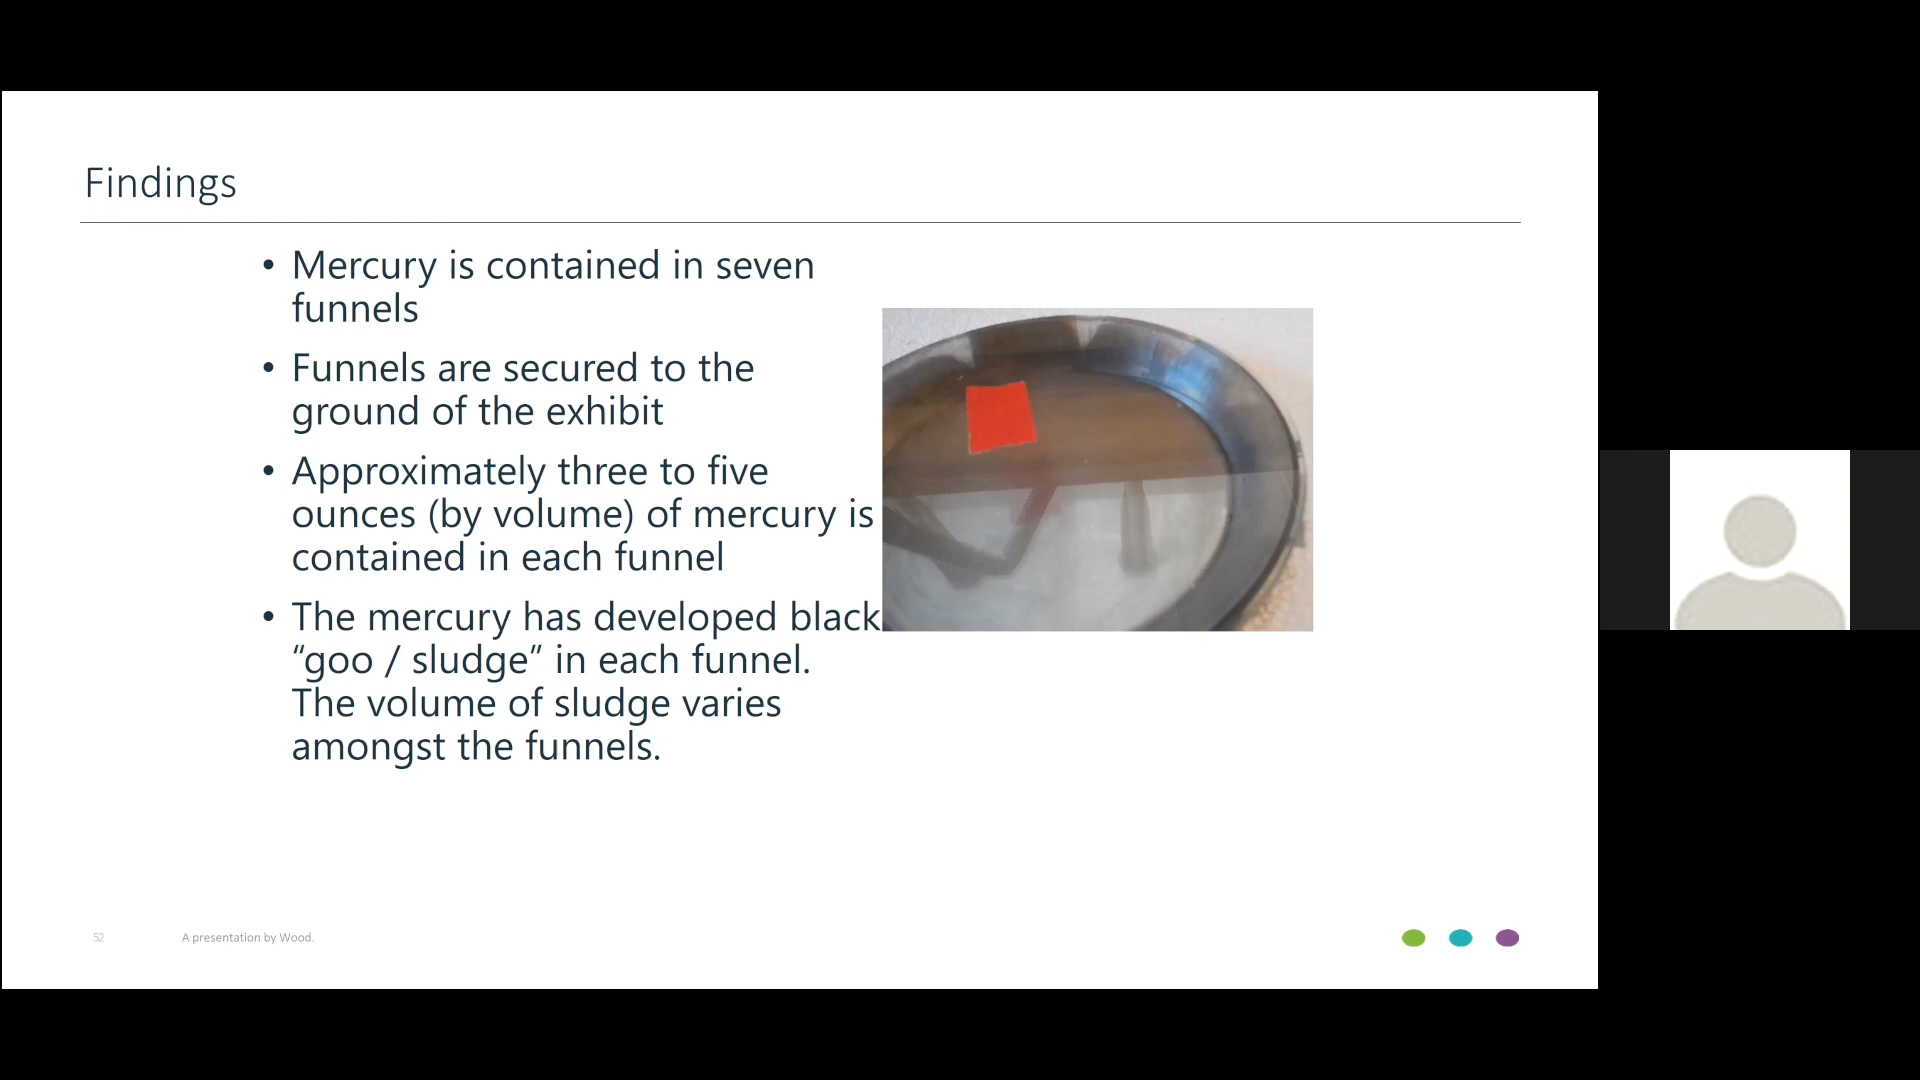 Findings
• Mercury is contained in seven
funnels
• Funnels are secured to the
ground of the exhibit
• Approximately three to five
ounces (by volume) of mercury is
contained in each funnel
• The mercury has developed black
“goo / sludge” in each funnel.
The volume of sludge varies
amongst the funnels.
52
A presentation by Wood.